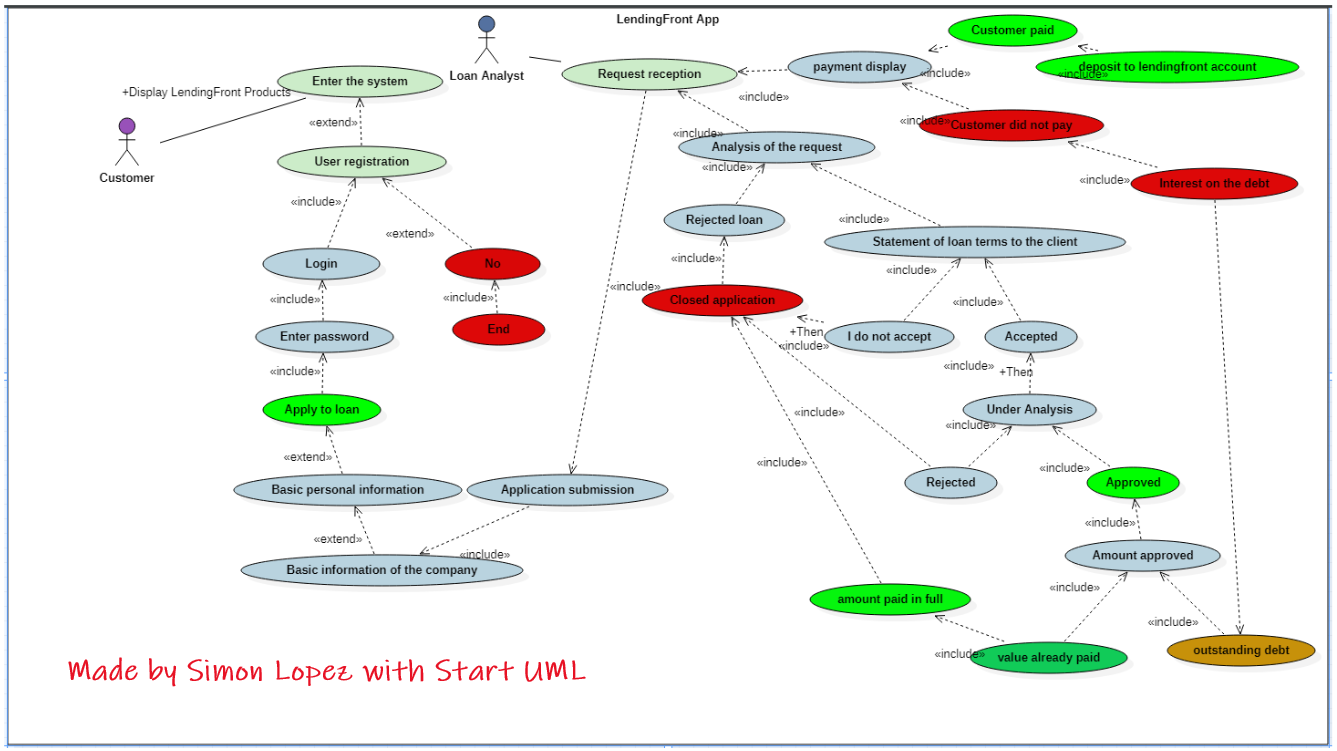 LendingFront App
Customer paid
deposit to lendingfront account
«include»
payment display
«include»
Request reception
Loan Analyst
Enter the system
+Display LendingFront Products
«include»
«extend»
Customer
«include»
Customer did not pay
«include»
Analysis of the request
«include»
User registration
«include»
Interest on the debt
«include»
Rejected loan
«include»
«extend»
Statement of loan terms to the client
Login
No
«include»
«include»
«include»
«include»
«include»
Closed application
«include»
End
Enter password
+Then
«include»
I do not accept
Accepted
«include»
«include»
+Then
Apply to loan
«include»
Under Analysis
«include»
«extend»
«include»
«include»
Basic personal information
Application submission
Rejected
Approved
«include»
«extend»
«include»
Amount approved
Basic information of the company
«include»
amount paid in full
«include»
«include»
value already paid
outstanding debt
Made by Simon Lopez with Start UML